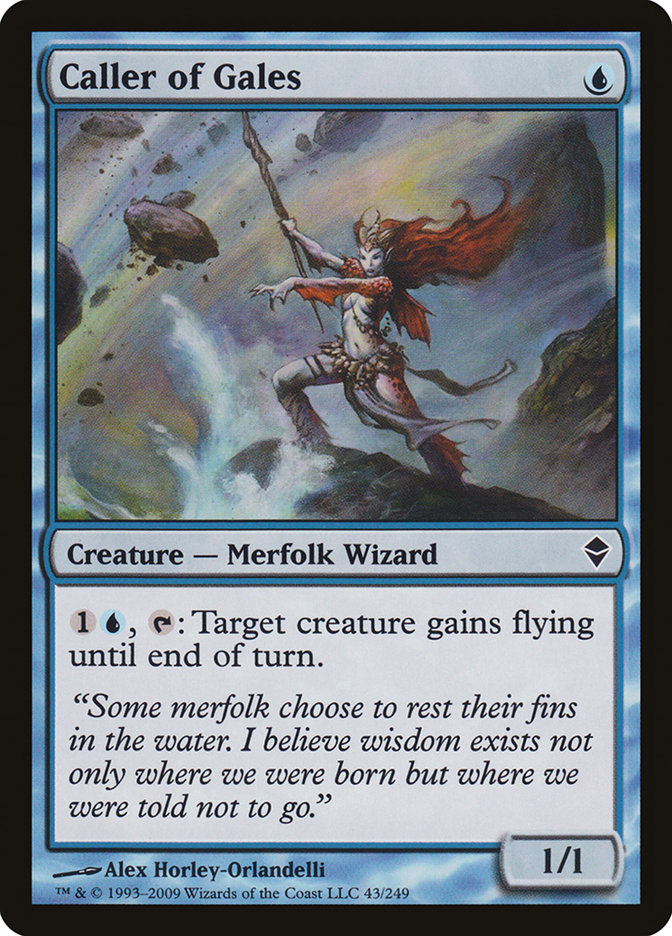 Caller of Gales
Creature — Merfolk Wizard
1, : Target creature gains flying
until end of turn.
“Some merfolk choose to rest their fins
in the water. I believe wisdom exists not
only where we were born but where we
were told not to go.”
1/1
Alex Horley-Orlandelli
™ & © 1993–2009 Wizards of the Coast LLC 43/249